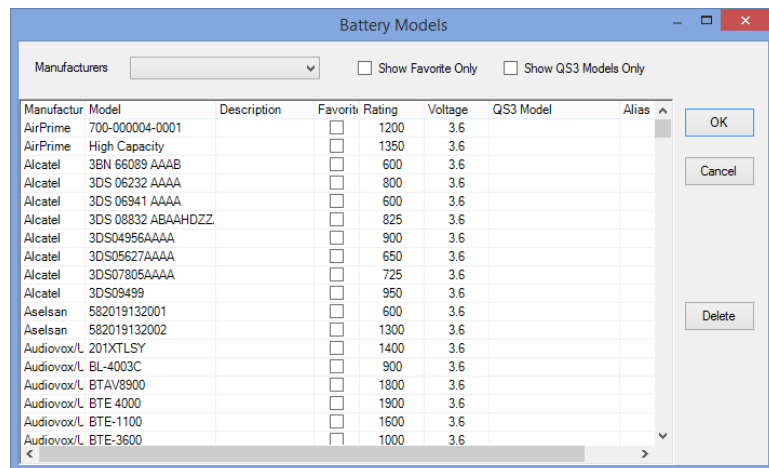 Battery Models
Manufacturers Show Favorite Only Show QS3 Models Only
Manufactur Model Description Favorite Rating Voltage QS3 Model Alias
OK
AirPrime 700-000004-0001 1200 3.6
AirPrime High Capacity 1350 3.6
Alcatel 3BN 66089 AAAB 600 3.6
Cancel
Alcatel 3DS 06232 AAAA 800 3.6
Alcatel 3DS 06941 AAAA 600 3.6
Alcatel 3DS 08832 ABAAHDZZ. 825 3.6
Alcatel 3DS04956AAAA 900 3.6
Alcatel 3DS05627AAAA 650 3.6
Alcatel 3DS07805AAAA 725 3.6
Alcatel 3DS09499 950 3.6
Aselsan 582019132001 600 3.6
Delete
Aselsan 582019132002 1300 3.6
Audiovox/L 201XTLSY 1400 3.6
Audiovox/L BL-4003C 900 3.6
Audiovox/L BTAV8900 1800 3.6
Audiovox/L BTE 4000 1900 3.6
Audiovox/L BTE-1100 1600 3.6
Audiovox/L BTE-3600 1000 3.6